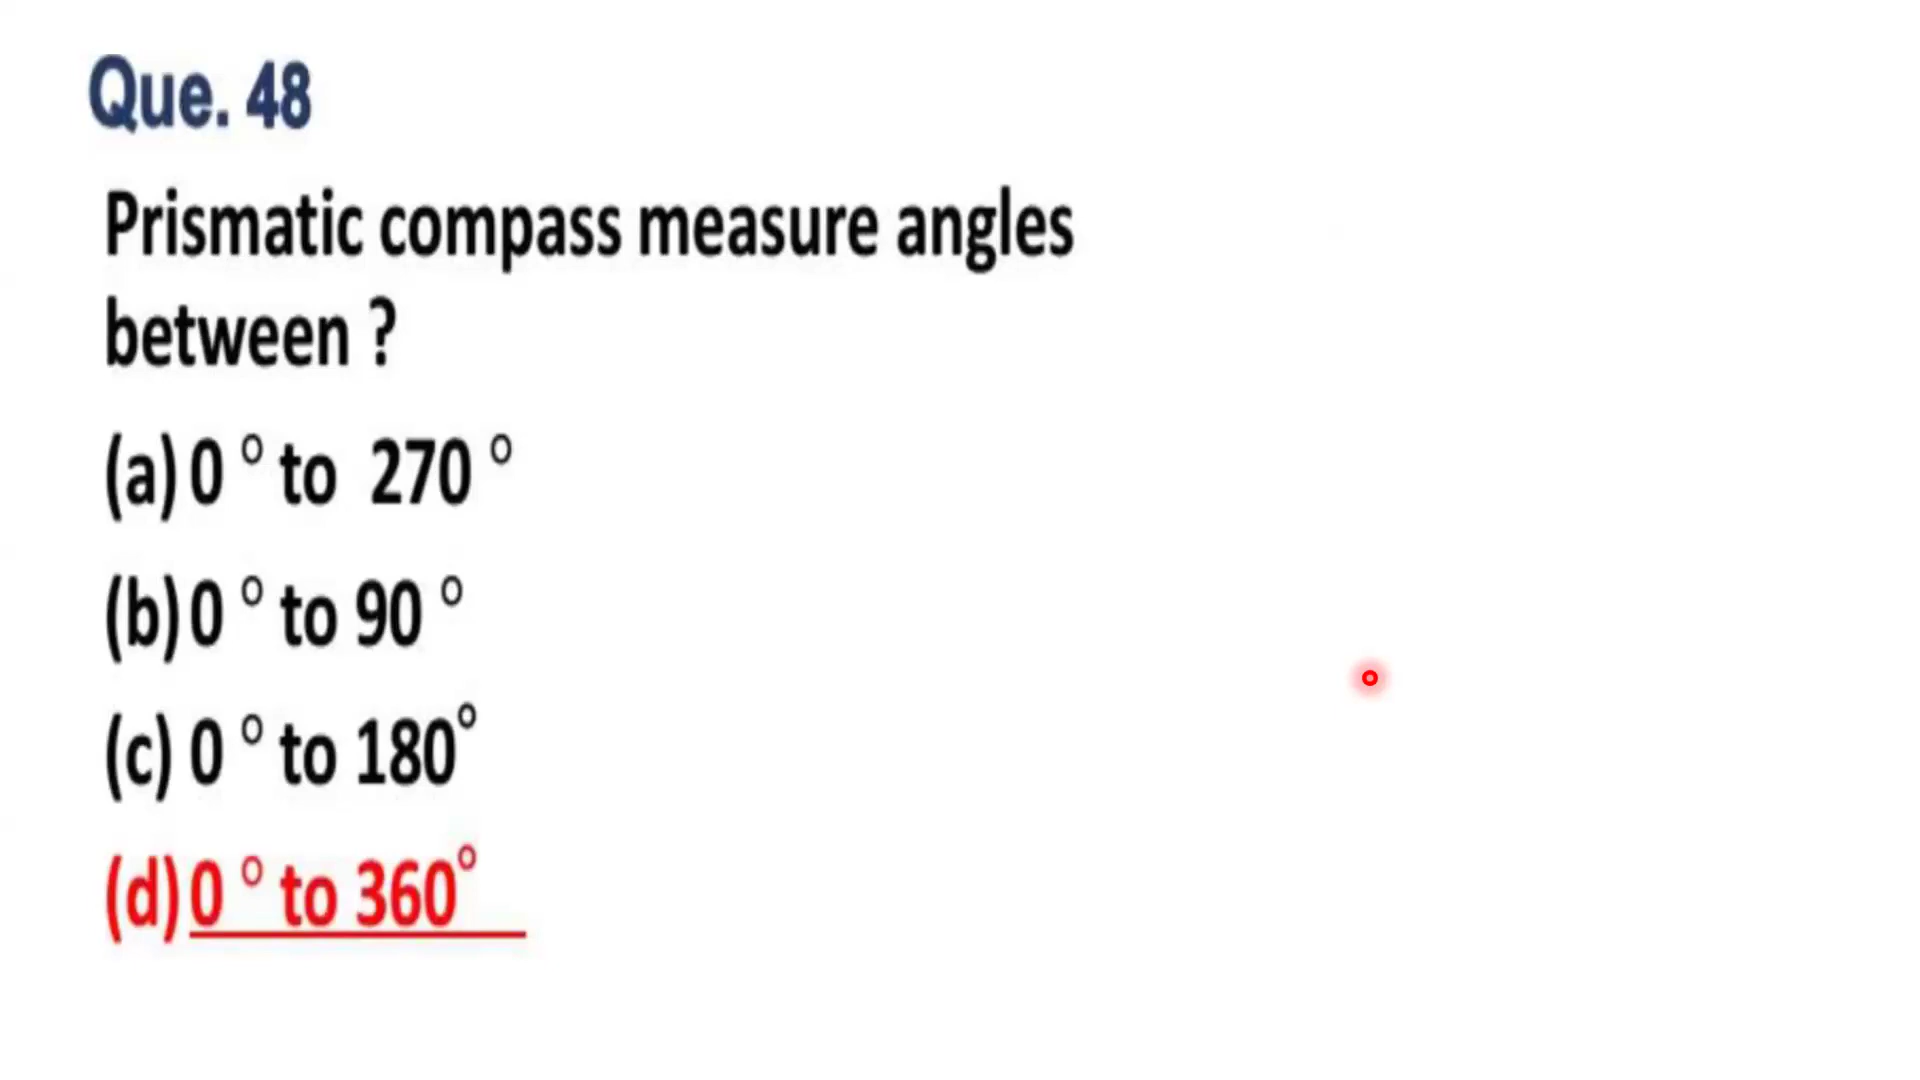 Que. 48
Prismatic compass measure angles
between ?
(a) 0 ° to 270 °
(b) 0 ° to 90 °
(c) 0 ° to 180°
(d) 0 ° to 360°